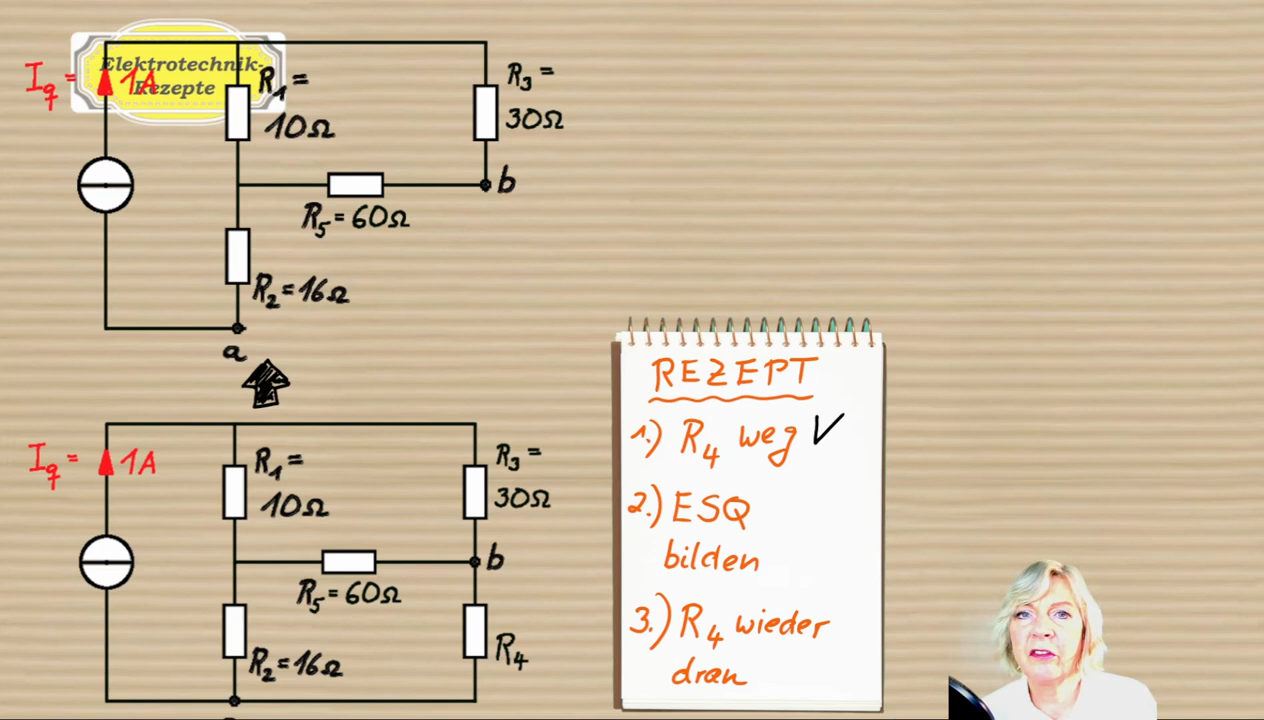 Elektrotechnik-
Rezepte
Iq = 1A
R1 =
10Ω
R3 =
30Ω
b
R5 = 60Ω
R2 = 16Ω
a
Iq = 1A
R1 =
10Ω
R3 =
30Ω
b
R5 = 60Ω
R2 = 16Ω
R4
REZEPT
1.) R4 weg ✓
2.) ESQ
bilden
3.) R4 wieder
dran